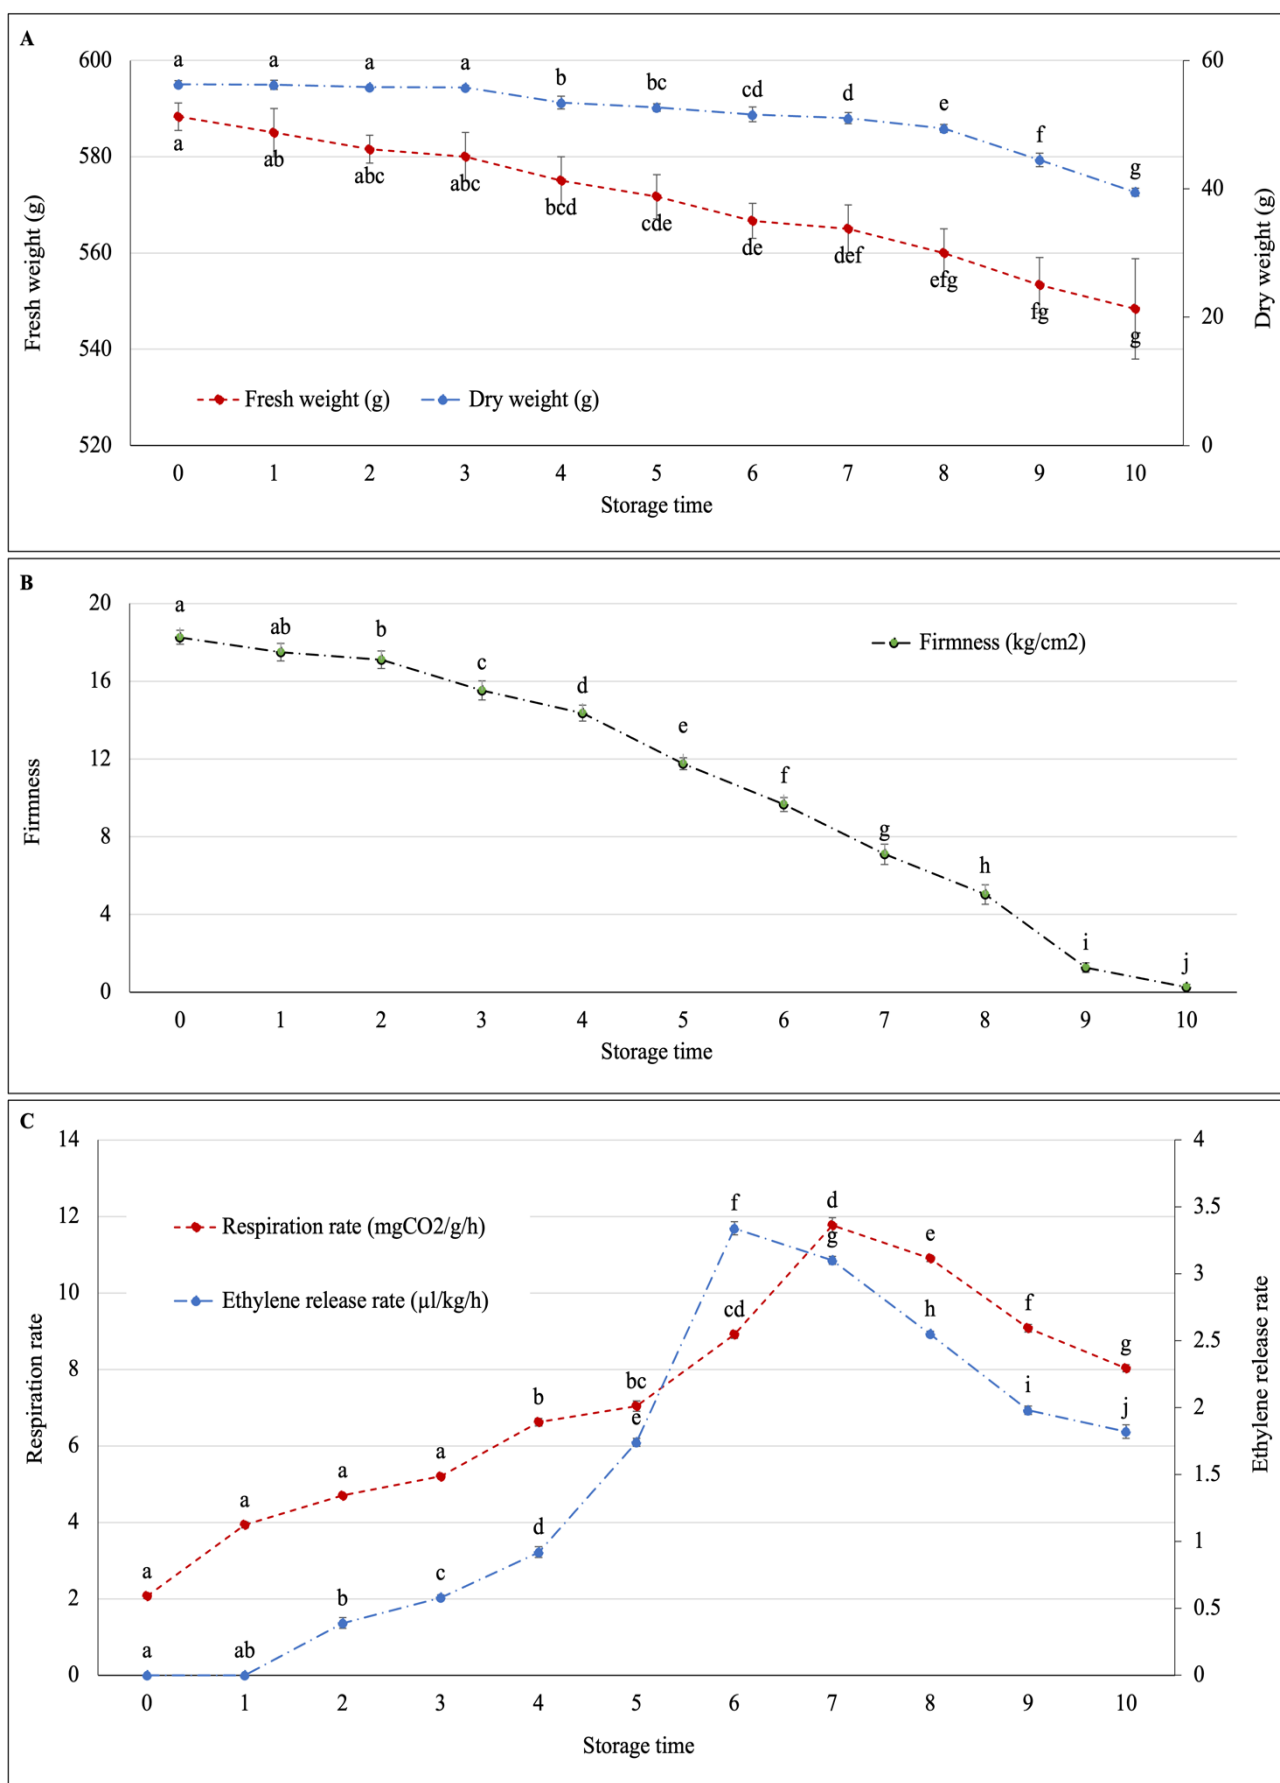 A
600 a a a a b bc cd d e f g 60
580 a ab abc abc bcd cde de def efg fg g 40
560
540 20
520 0
Fresh weight (g)
Dry weight (g)
Fresh weight (g) Dry weight (g)
0 1 2 3 4 5 6 7 8 9 10
Storage time
B
20 a ab b c d e f g h i j
16
12
8
4
0
Firmness
Firmness (kg/cm2)
0 1 2 3 4 5 6 7 8 9 10
Storage time
C
14 4
12 3.5
10 3
8 2.5
6 2
4 1.5
2 1
0 0.5
0
Respiration rate
Ethylene release rate
Respiration rate (mgCO2/g/h)
Ethylene release rate (µl/kg/h)
a a a a b bc cd d e f g
a ab b c d e f g h i j
0 1 2 3 4 5 6 7 8 9 10
Storage time